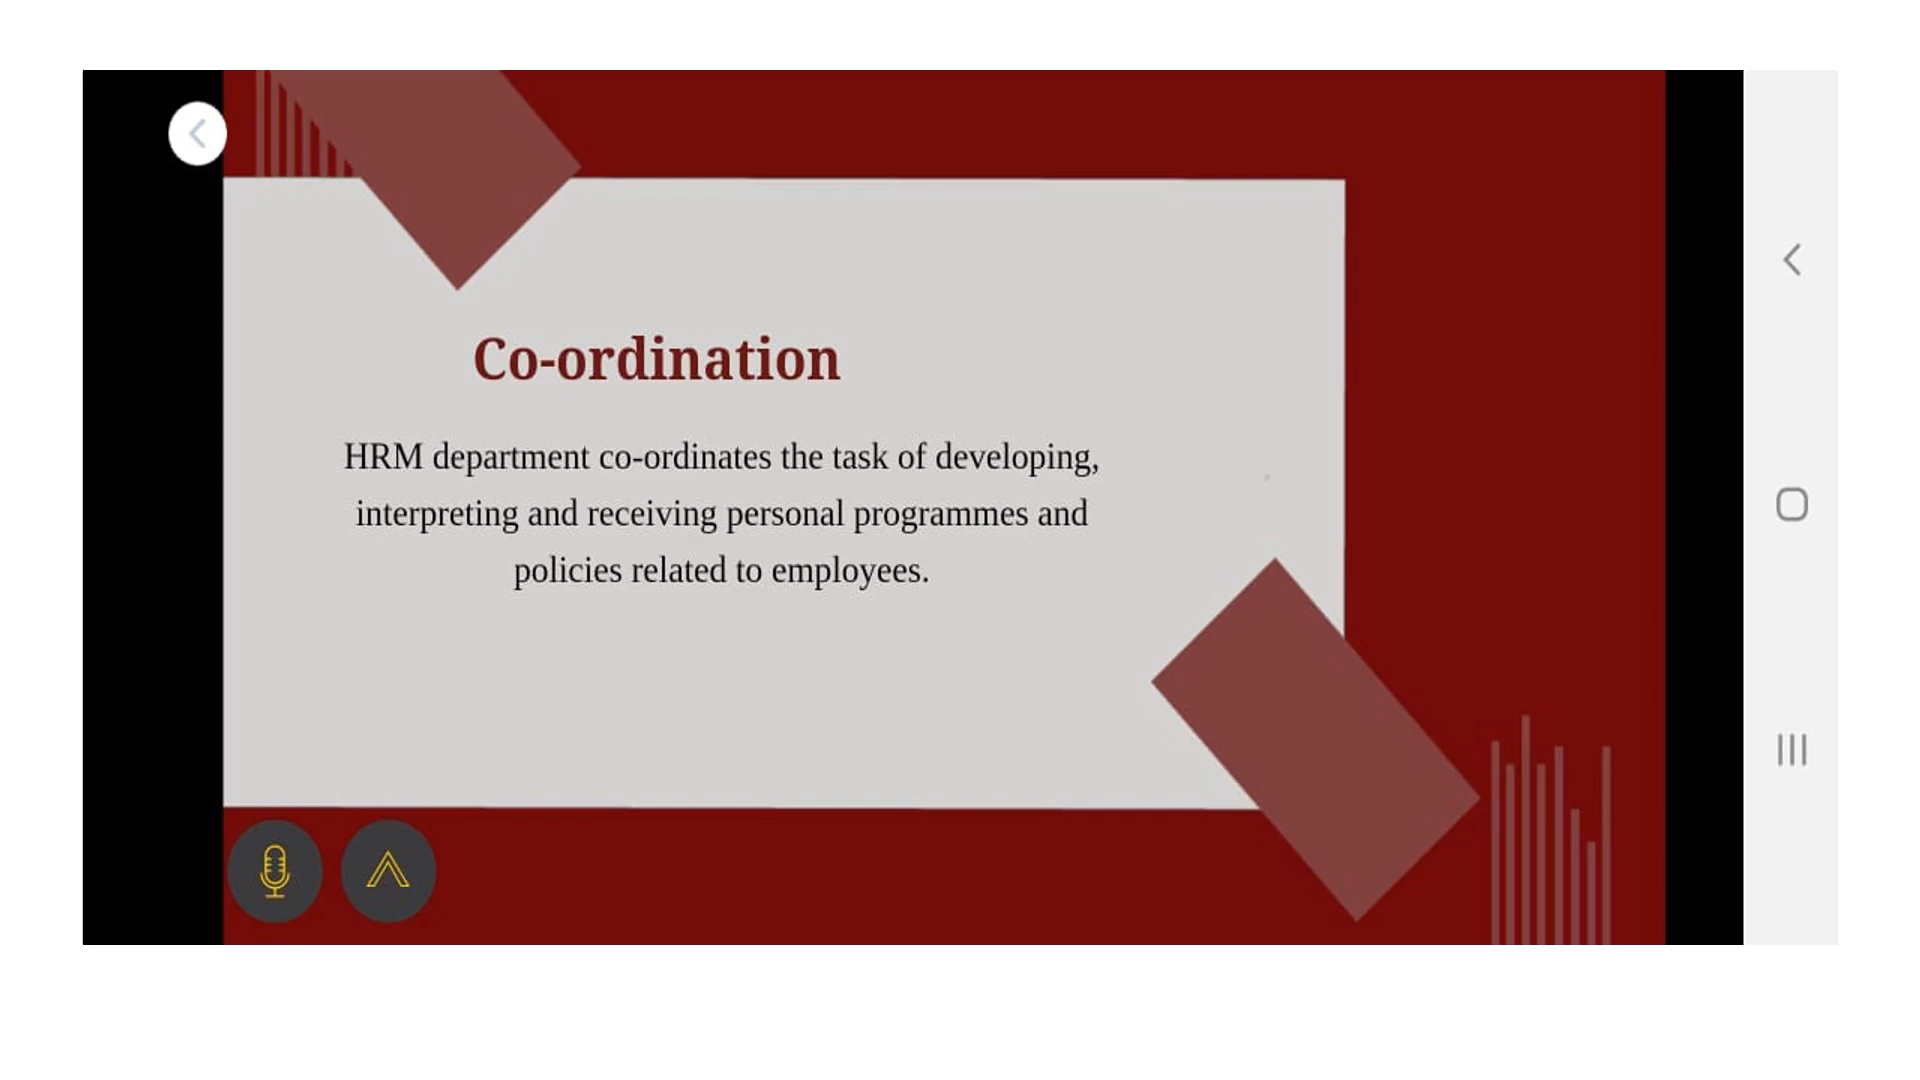 Co-ordination
HRM department co-ordinates the task of developing,
interpreting and receiving personal programmes and
policies related to employees.